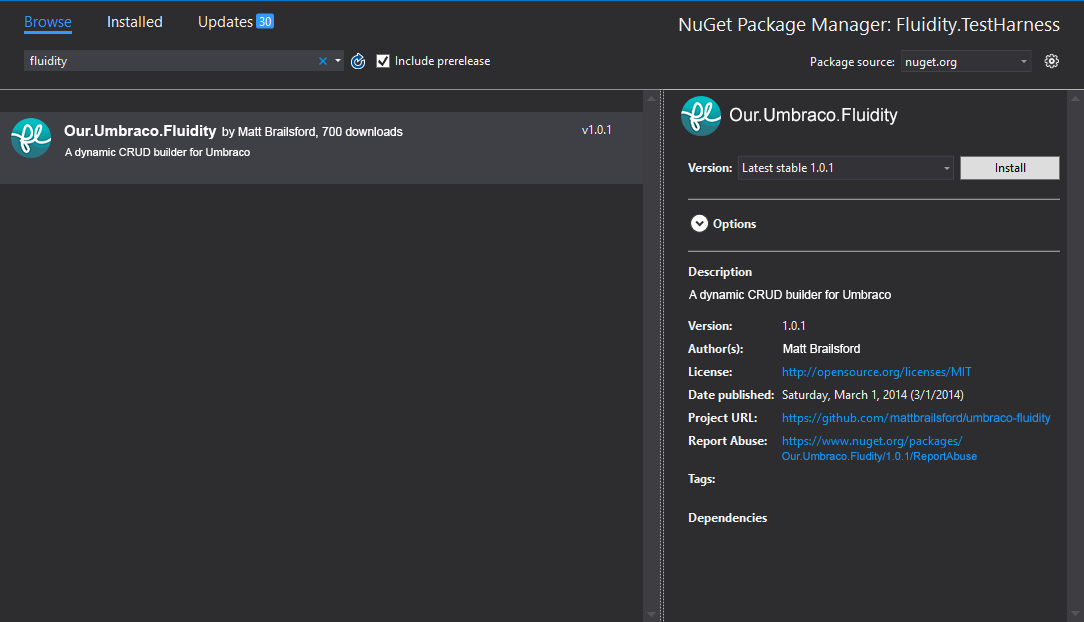 Browse Installed Updates 30
NuGet Package Manager: Fluidity.TestHarness
fluidity
Include prerelease
Package source: nuget.org
fl
Our.Umbraco.Fluidity by Matt Brailsford, 700 downloads
v1.0.1
A dynamic CRUD builder for Umbraco
fl
Our.Umbraco.Fluidity
Version: Latest stable 1.0.1 Install
Options
Description
A dynamic CRUD builder for Umbraco
Version: 1.0.1
Author(s): Matt Brailsford
License: http://opensource.org/licenses/MIT
Date published: Saturday, March 1, 2014 (3/1/2014)
Project URL: https://github.com/mattbrailsford/umbraco-fluidity
Report Abuse: https://www.nuget.org/packages/
Our.Umbraco.Fludity/1.0.1/ReportAbuse
Tags:
Dependencies